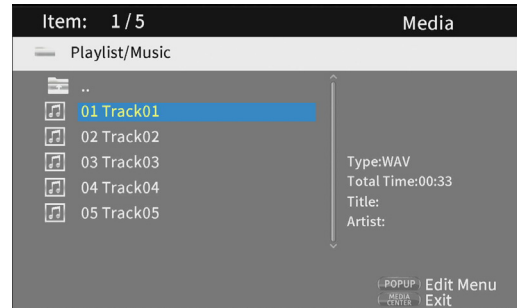 Item: 1/5 Media
Playlist/Music
..
01 Track01
02 Track02
03 Track03
04 Track04
05 Track05
Type:WAV
Total Time:00:33
Title:
Artist:
POPUP Edit Menu
MEDIA CENTER Exit